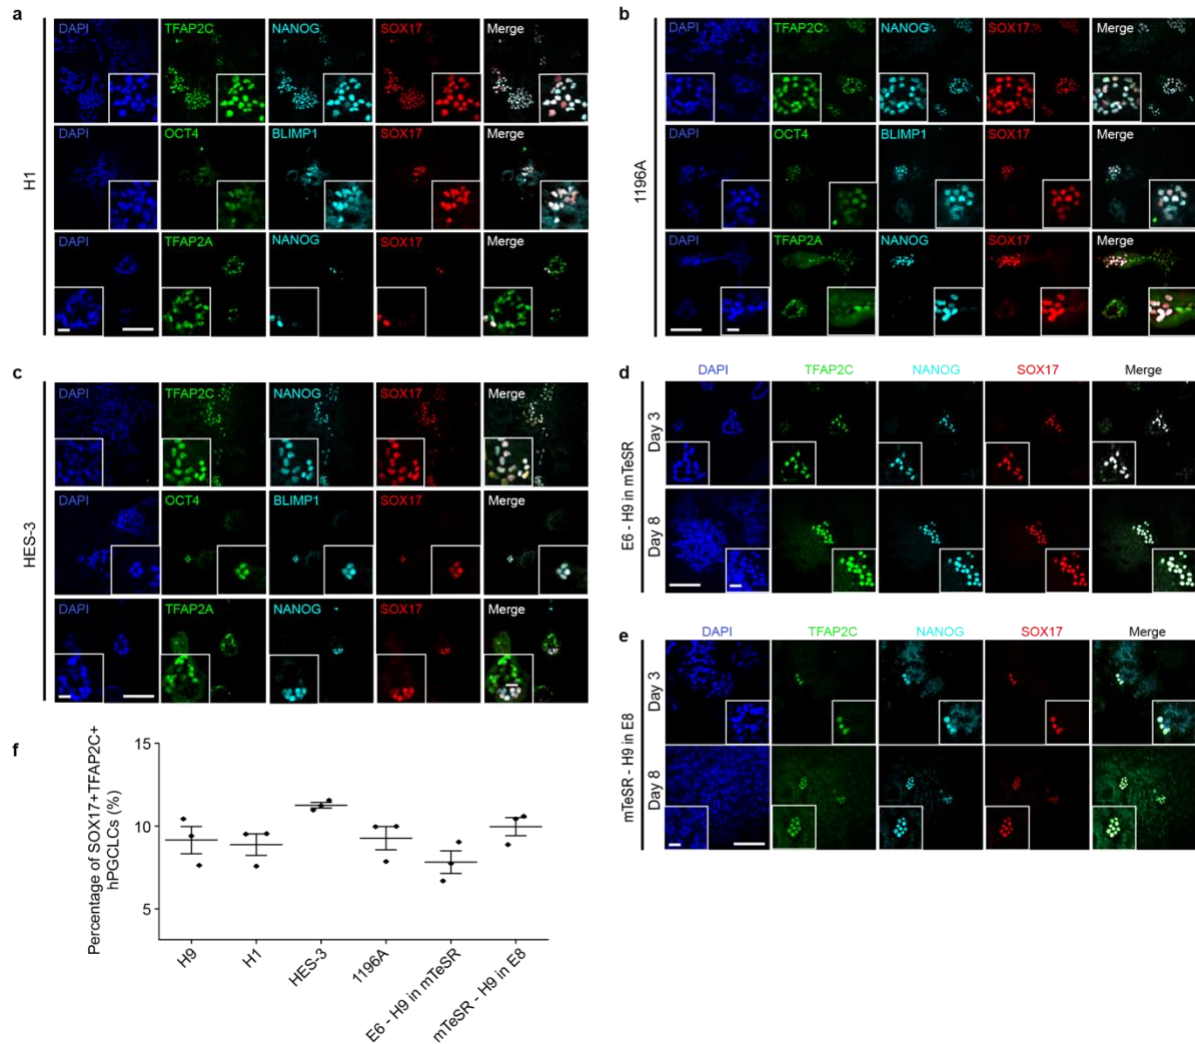 a
H1
DAPI TFAP2C NANOG SOX17 Merge
OCT4 BLIMP1 SOX17 Merge
DAPI TFAP2A NANOG SOX17 Merge
b
1196A
DAPI TFAP2C NANOG SOX17 Merge
DAPI OCT4 BLIMP1 SOX17 Merge
DAPI TFAP2A NANOG SOX17 Merge
c
HES-3
DAPI TFAP2C NANOG SOX17 Merge
DAPI OCT4 BLIMP1 SOX17 Merge
DAPI TFAP2A NANOG SOX17 Merge
d
DAPI TFAP2C NANOG SOX17 Merge
E6 - H9 in mTeSR
Day 3
Day 8
e
DAPI TFAP2C NANOG SOX17 Merge
mTeSR - H9 in E8
Day 3
Day 8
f
Percentage of SOX17+TFAP2C+
hPGCLCs (%)
15
10
5
H9
H1
HES-3
1196A
E6 - H9 in mTeSR
mTeSR - H9 in E8